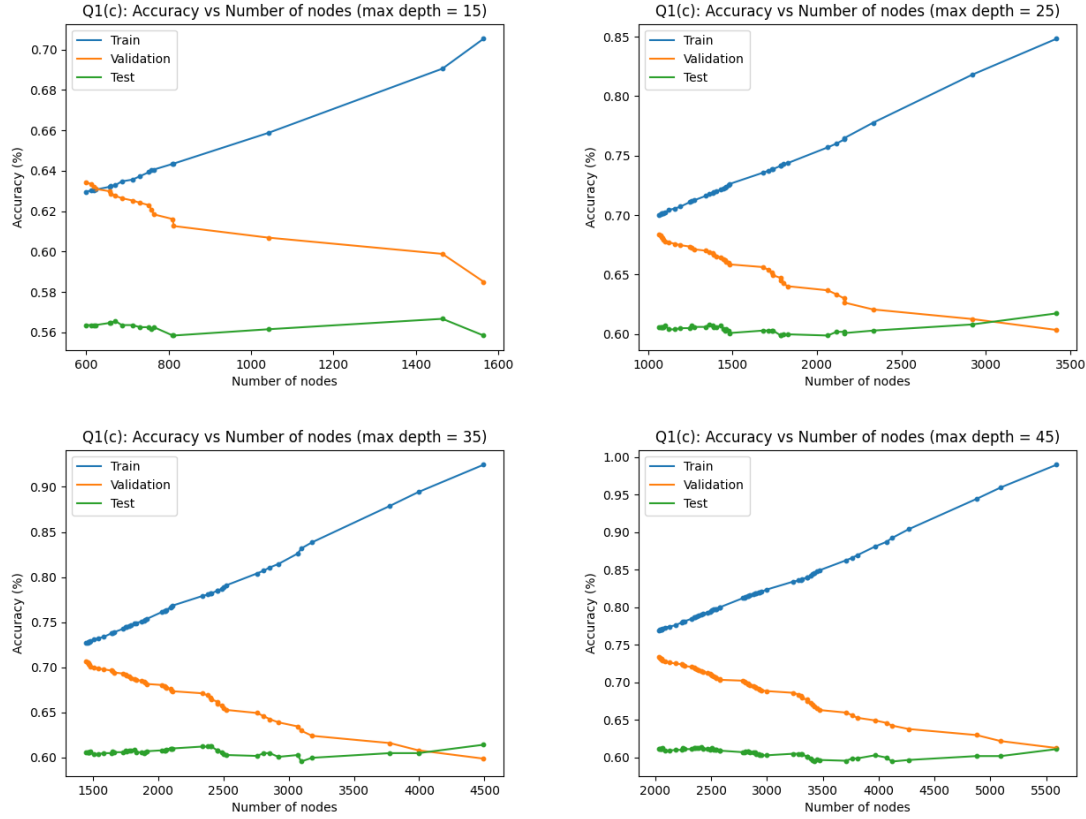 Q1(c): Accuracy vs Number of nodes (max depth = 15)
0.70
0.68
0.66
0.64
0.62
0.60
0.58
0.56
Accuracy (%)
Train
Validation
Test
600 800 1000 1200 1400 1600
Number of nodes
Q1(c): Accuracy vs Number of nodes (max depth = 25)
0.85
0.80
0.75
0.70
0.65
0.60
Accuracy (%)
Train
Validation
Test
1000 1500 2000 2500 3000 3500
Number of nodes
Q1(c): Accuracy vs Number of nodes (max depth = 35)
0.90
0.85
0.80
0.75
0.70
0.65
0.60
Accuracy (%)
Train
Validation
Test
1500 2000 2500 3000 3500 4000 4500
Number of nodes
Q1(c): Accuracy vs Number of nodes (max depth = 45)
1.00
0.95
0.90
0.85
0.80
0.75
0.70
0.65
0.60
Accuracy (%)
Train
Validation
Test
2000 2500 3000 3500 4000 4500 5000 5500
Number of nodes